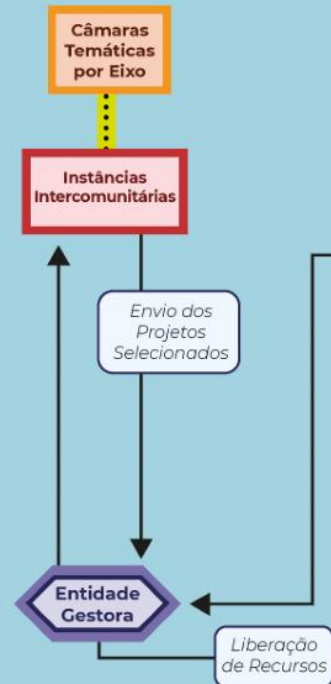 Câmaras
Temáticas
por Eixo
Instâncias
Intercomunitárias
Envio dos
Projetos
Selecionados
Entidade
Gestora
Liberação
de Recursos